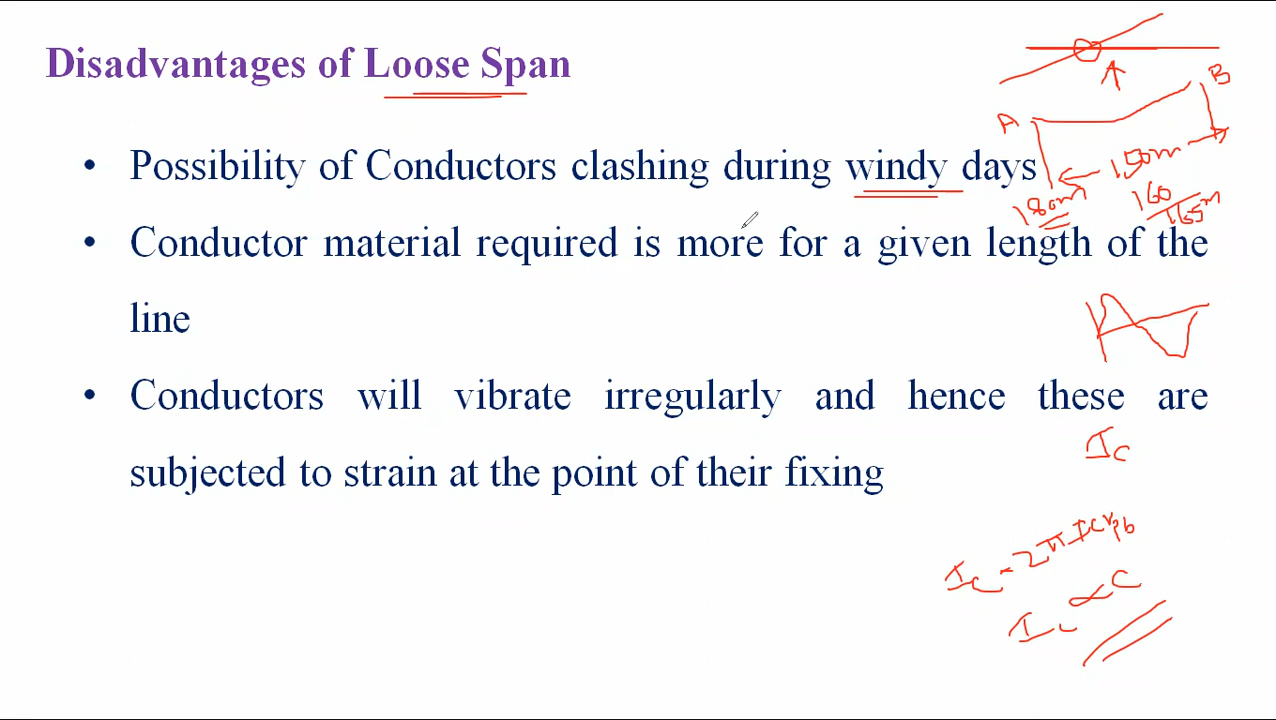 Disadvantages of Loose Span
B
A
• Possibility of Conductors clashing during windy days
150m
180m
160
165m
• Conductor material required is more for a given length of the
line
• Conductors will vibrate irregularly and hence these are
Ic
subjected to strain at the point of their fixing
Ic = 2π
Ic ∝ C